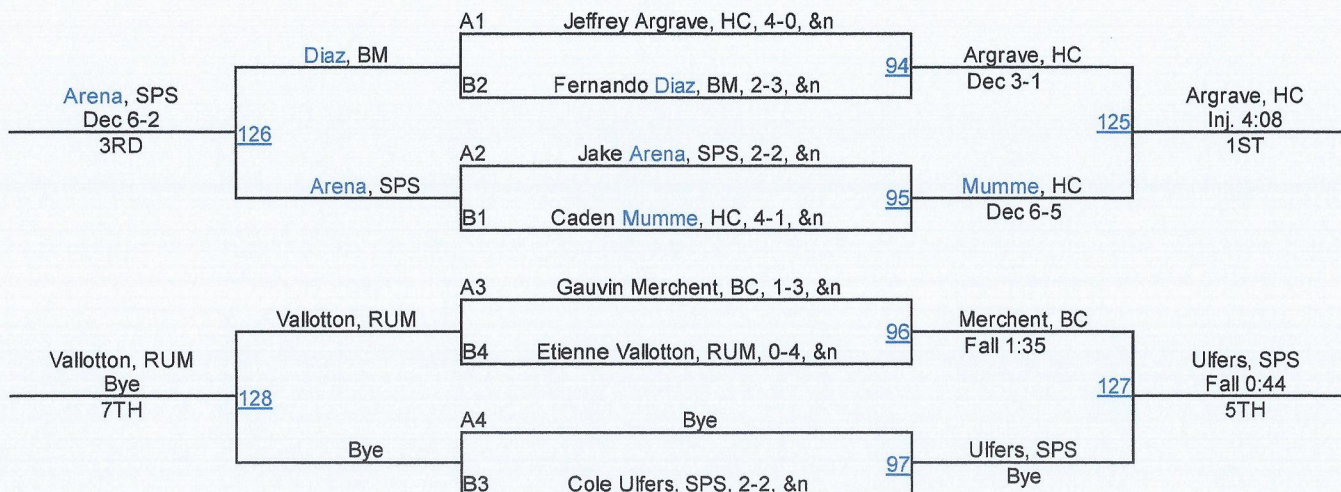 A1 Jeffrey Argrave, HC, 4-0, &n
Diaz, BM 94 Argrave, HC
B2 Fernando Diaz, BM, 2-3, &n Dec 3-1
Arena, SPS
Dec 6-2
3RD
126
125
Argrave, HC
Inj. 4:08
1ST
A2 Jake Arena, SPS, 2-2, &n
Arena, SPS 95 Mumme, HC
B1 Caden Mumme, HC, 4-1, &n Dec 6-5
A3 Gauvin Merchent, BC, 1-3, &n
Vallotton, RUM 96 Merchent, BC
B4 Etienne Vallotton, RUM, 0-4, &n Fall 1:35
Vallotton, RUM
Bye
7TH
128
127
Ulfers, SPS
Fall 0:44
5TH
A4 Bye
Bye 97 Ulfers, SPS
B3 Cole Ulfers, SPS, 2-2, &n Bye